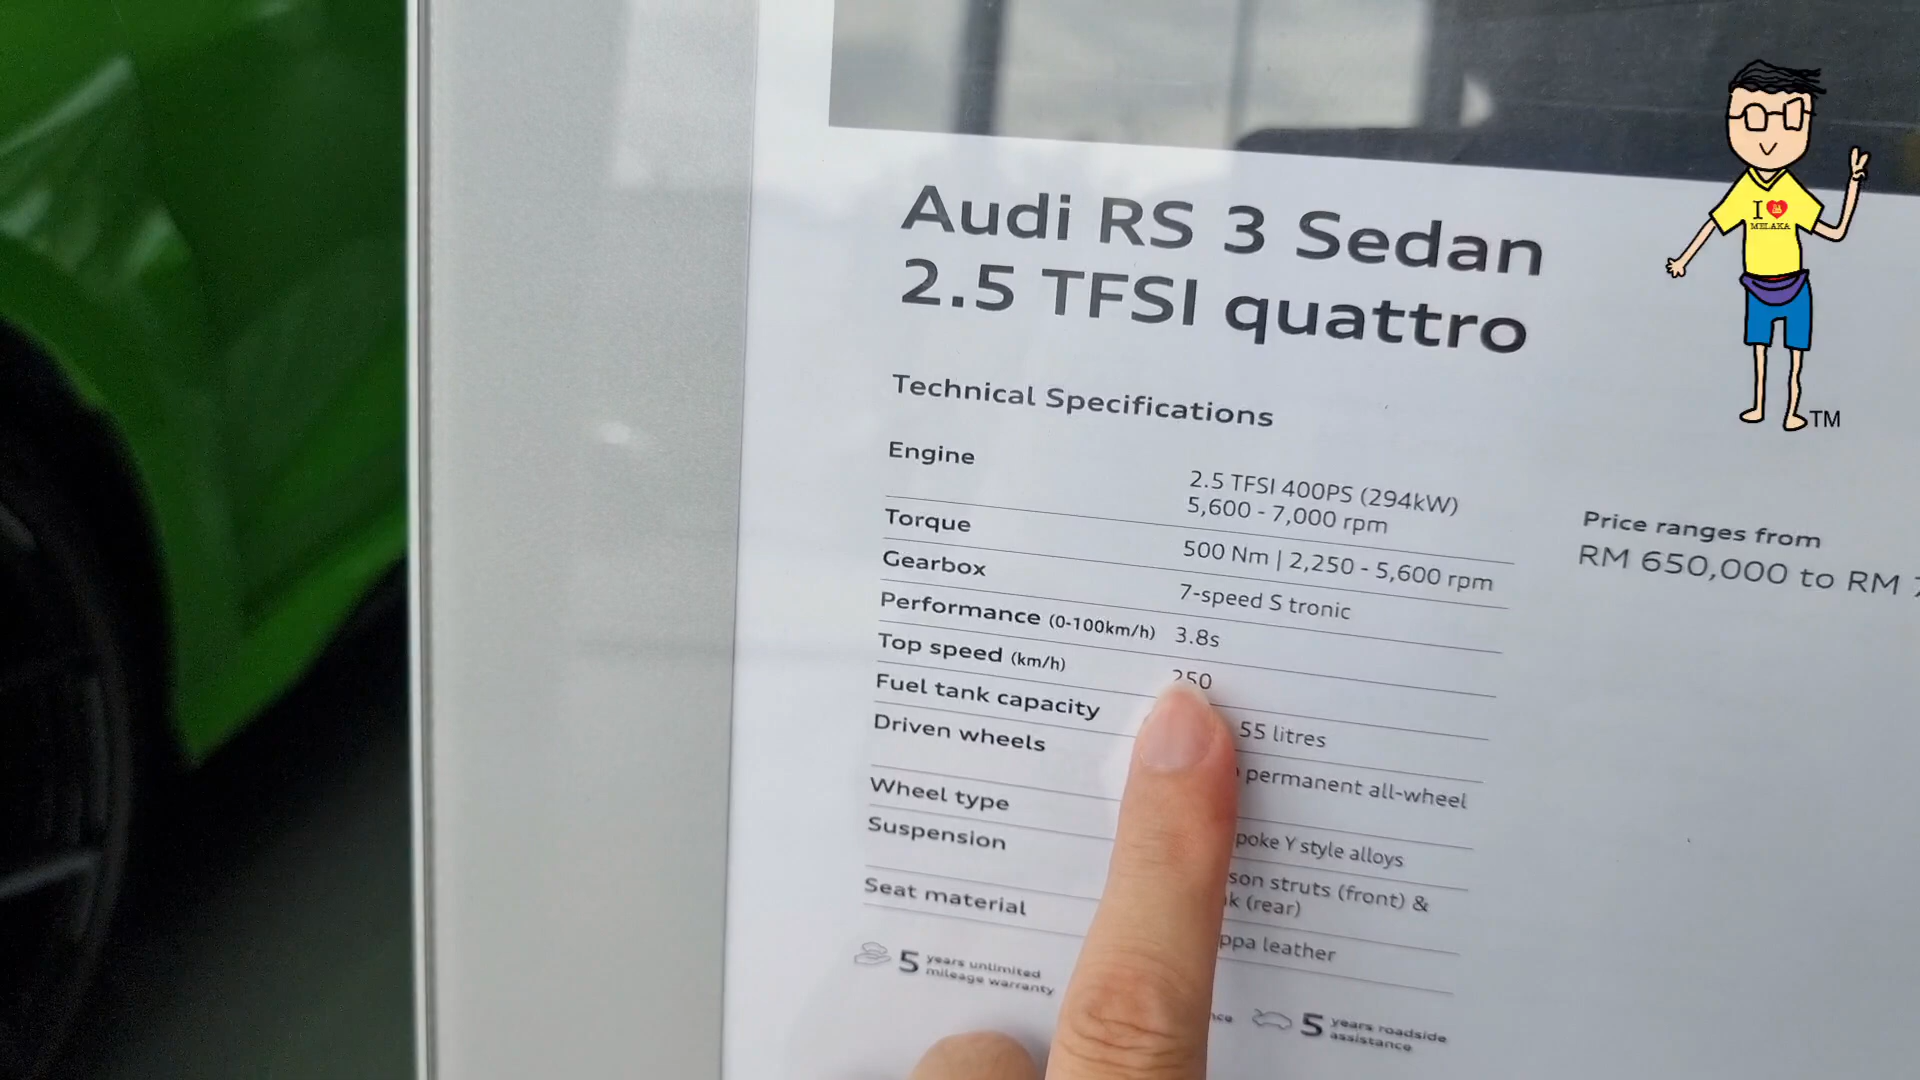 Audi RS 3 Sedan
2.5 TFSI quattro
Technical Specifications
Engine
2.5 TFSI 400PS (294kW)
5,600 - 7,000 rpm
Torque
500 Nm | 2,250 - 5,600 rpm
Gearbox
7-speed S tronic
Performance (0-100km/h) 3.8s
Top speed (km/h) 250
Fuel tank capacity 55 litres
Driven wheels permanent all-wheel
Wheel type Y style alloys
Suspension struts (front) &
(rear)
Seat material leather
5 years unlimited
mileage warranty
5 years roadside
assistance
Price ranges from
RM 650,000 to RM
I
MELAKA
TM